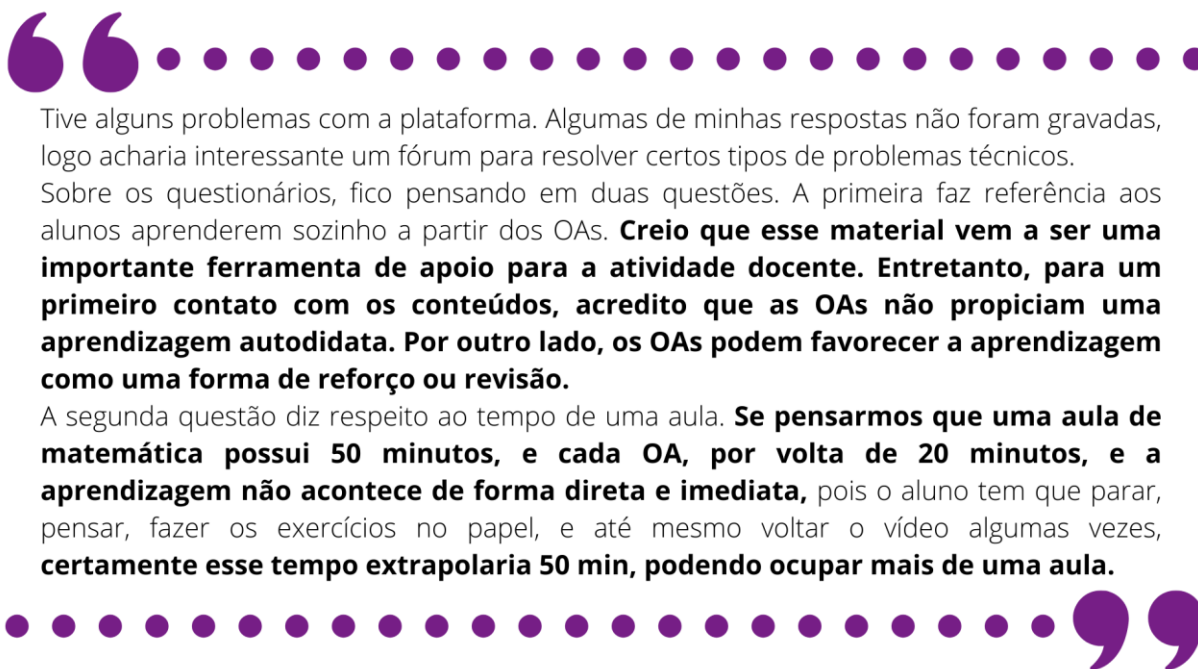 Tive alguns problemas com a plataforma. Algumas de minhas respostas não foram gravadas,
logo acharia interessante um fórum para resolver certos tipos de problemas técnicos.
Sobre os questionários, fico pensando em duas questões. A primeira faz referência aos
alunos aprenderem sozinho a partir dos OAs. Creio que esse material vem a ser uma
importante ferramenta de apoio para a atividade docente. Entretanto, para um
primeiro contato com os conteúdos, acredito que as OAs não propiciam uma
aprendizagem autodidata. Por outro lado, os OAs podem favorecer a aprendizagem
como uma forma de reforço ou revisão.
A segunda questão diz respeito ao tempo de uma aula. Se pensarmos que uma aula de
matemática possui 50 minutos, e cada OA, por volta de 20 minutos, e a
aprendizagem não acontece de forma direta e imediata, pois o aluno tem que parar,
pensar, fazer os exercícios no papel, e até mesmo voltar o vídeo algumas vezes,
certamente esse tempo extrapolaria 50 min, podendo ocupar mais de uma aula.